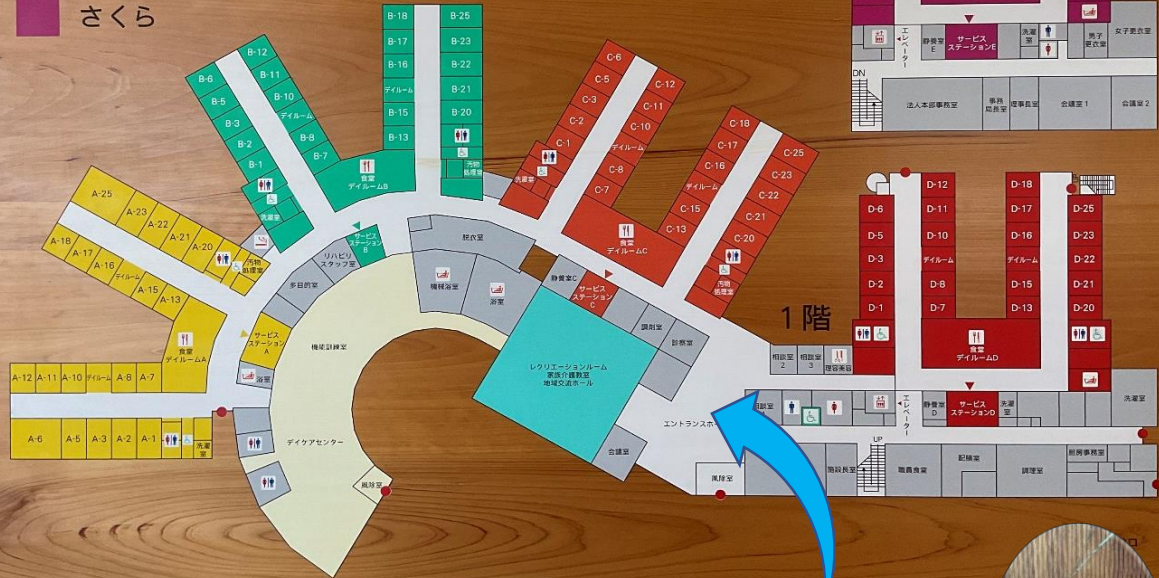 さくら
エレベーター
静養室E
サービス
ステーションE
洗濯室
男子
更衣室
女子更衣室
DN
法人本部事務室
事務
局長室
理事長室
会議室1
会議室2
B-18
B-17
B-16
デイルーム
B-15
B-13
B-25
B-23
B-22
B-21
B-20
汚物
処理室
B-12
B-11
B-10
デイルーム
B-8
B-7
B-6
B-5
B-3
B-2
B-1
洗濯室
食堂
デイルームB
サービス
ステーション
B
C-6
C-5
C-3
C-2
C-1
洗濯室
C-12
C-11
C-10
デイルーム
C-8
C-7
食堂
デイルームC
C-18
C-17
C-16
デイルーム
C-15
C-13
C-25
C-23
C-22
C-21
C-20
汚物
処理室
静養室C
サービス
ステーション
C
調剤室
診察室
A-25
A-23
A-22
A-21
A-20
汚物
処理室
A-18
A-17
A-16
デイルーム
A-15
A-13
食堂
デイルームA
サービス
ステーション
A
浴室
A-12
A-11
A-10
デイルーム
A-8
A-7
A-6
A-5
A-3
A-2
A-1
洗濯室
リハビリ
スタッフ室
多目的室
脱衣室
機械浴室
浴室
機能訓練室
デイケアセンター
風除室
レクリエーションルーム
家族介護教室
地域交流ホール
会議室
エントランスホー
風除室
1階
相談室
2
相談室
3
理容美容
相談室
D-12
D-11
D-10
デイルーム
D-8
D-7
D-6
D-5
D-3
D-2
D-1
D-18
D-17
D-16
デイルーム
D-15
D-13
D-25
D-23
D-22
D-21
D-20
食堂
デイルームD
エレベーター
静養室
D
サービス
ステーションD
洗濯室
洗濯室
UP
施設長室
職員食堂
配膳室
調理室
厨房事務室